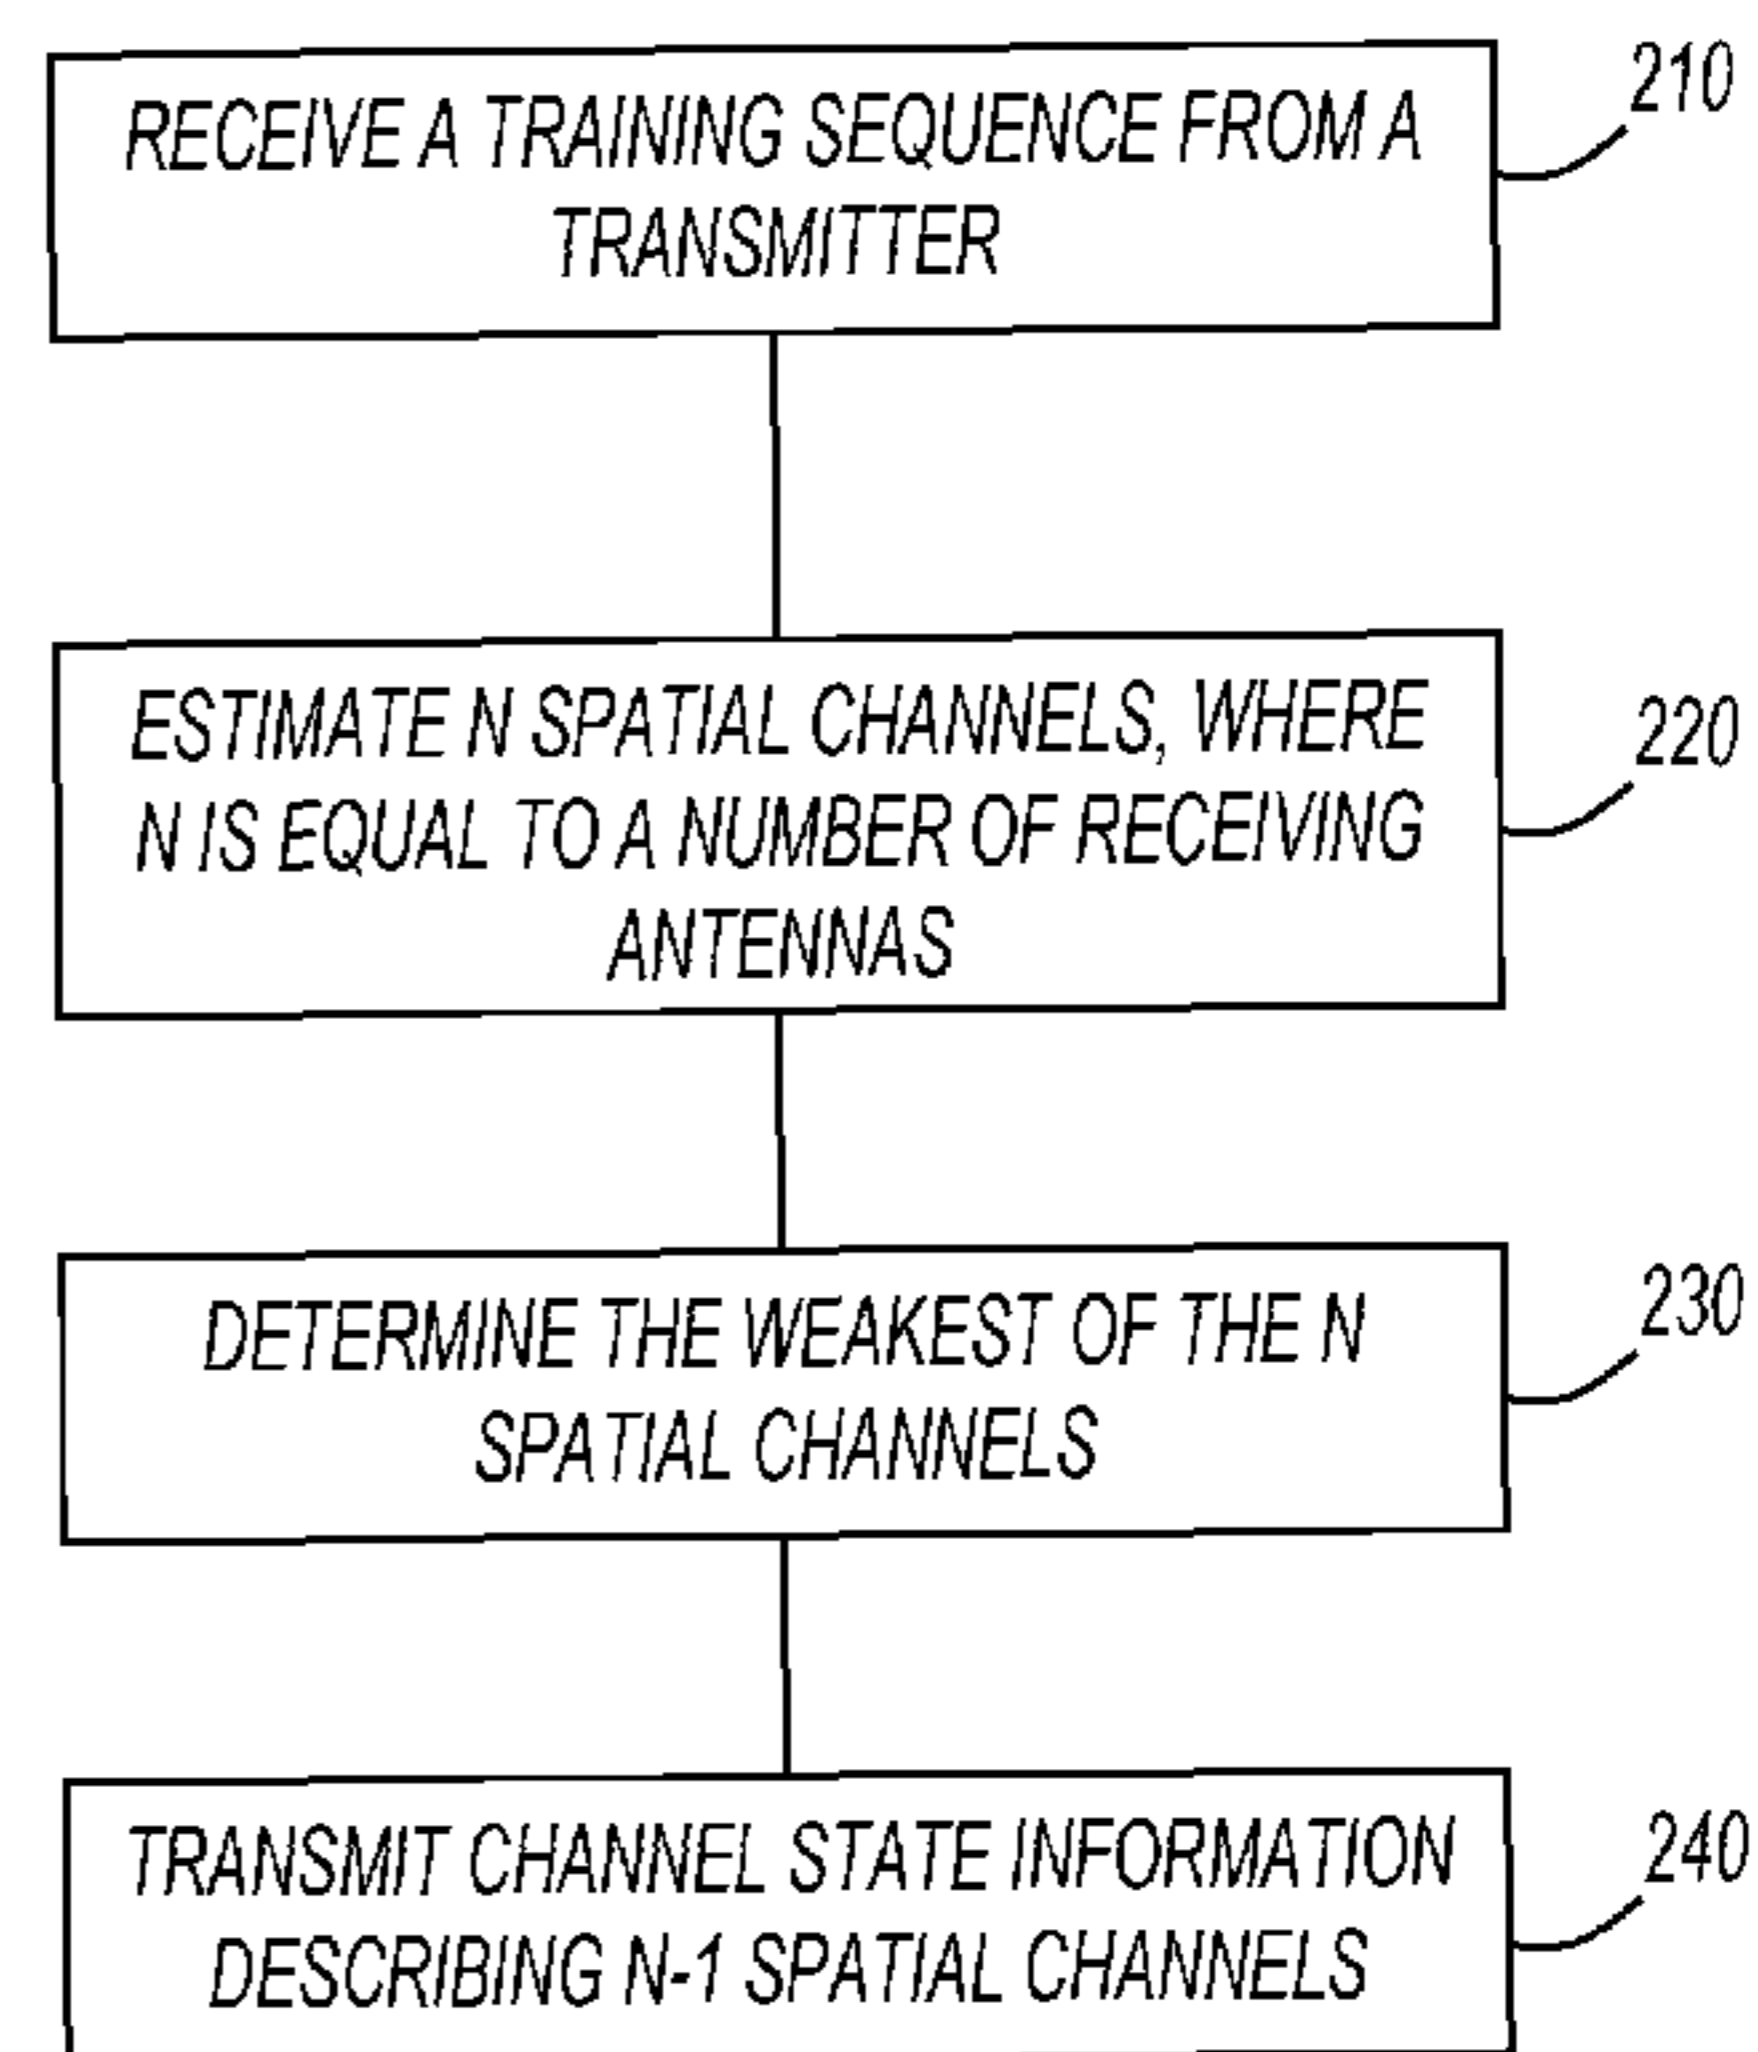 RECEIVE A TRAINING SEQUENCE FROM A
TRANSMITTER
210
ESTIMATE N SPATIAL CHANNELS, WHERE
N IS EQUAL TO A NUMBER OF RECEIVING
ANTENNAS
220
DETERMINE THE WEAKEST OF THE N
SPATIAL CHANNELS
230
TRANSMIT CHANNEL STATE INFORMATION
DESCRIBING N-1 SPATIAL CHANNELS
240